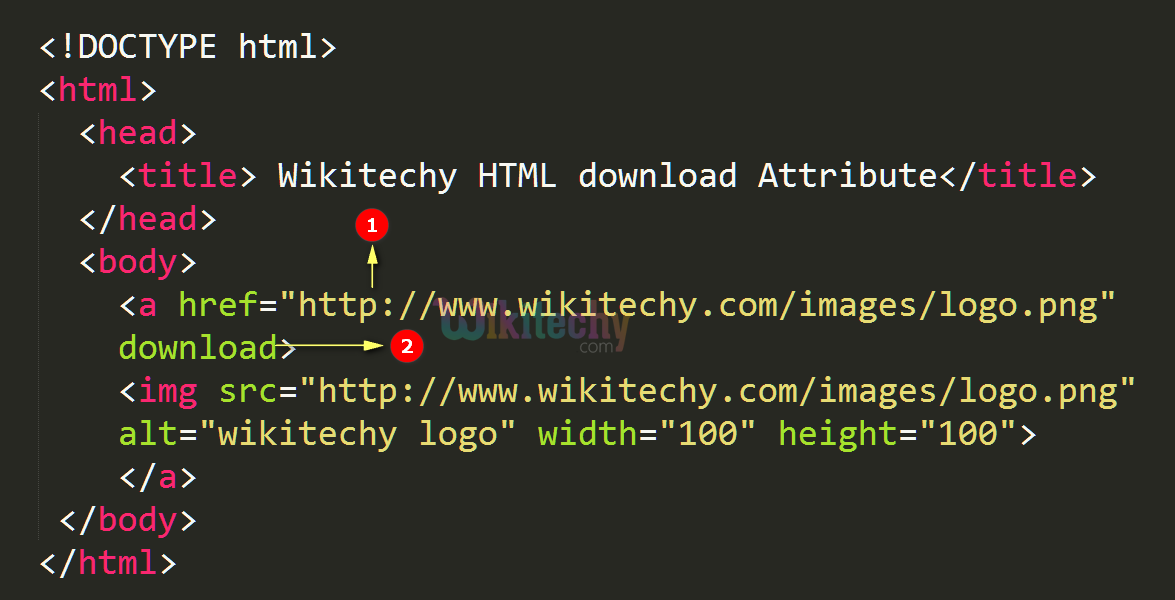 <!DOCTYPE html>
<html>
<head>
<title> Wikitechy HTML download Attribute</title>
</head>
1
<body>
<a href="http://www.wikitechy.com/images/logo.png"
Wikitechy
.com
download>
2
<img src="http://www.wikitechy.com/images/logo.png"
alt="wikitechy logo" width="100" height="100">
</a>
</body>
</html>